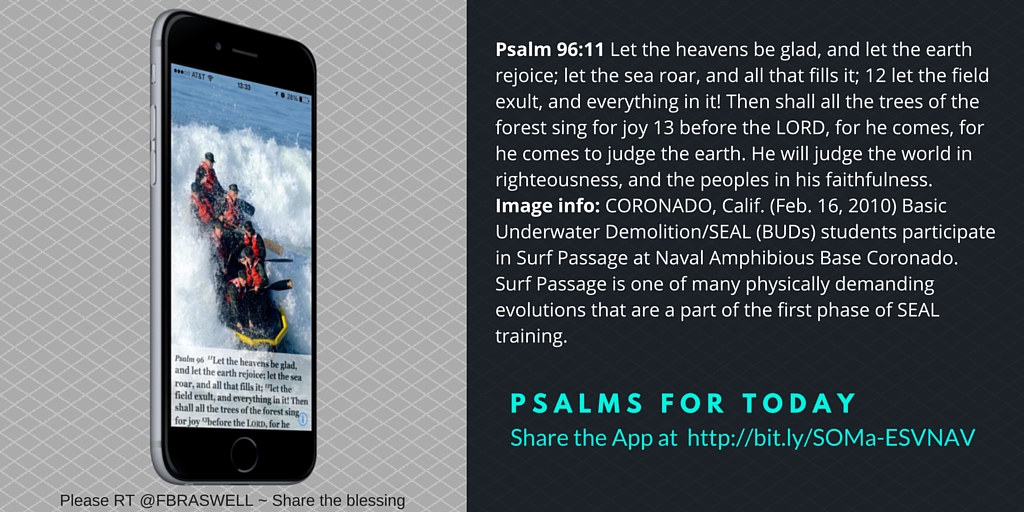 AT&T
13:33
28%
Psalm 96 11Let the heavens be glad,
and let the earth rejoice; let the sea
roar, and all that fills it; 12let the
field exult, and everything in it! Then
shall all the trees of the forest sing
for joy 13before the LORD, for he
Please RT @FBRASWELL ~ Share the blessing
Psalm 96:11 Let the heavens be glad, and let the earth
rejoice; let the sea roar, and all that fills it; 12 let the field
exult, and everything in it! Then shall all the trees of the
forest sing for joy 13 before the LORD, for he comes, for
he comes to judge the earth. He will judge the world in
righteousness, and the peoples in his faithfulness.
Image info: CORONADO, Calif. (Feb. 16, 2010) Basic
Underwater Demolition/SEAL (BUDs) students participate
in Surf Passage at Naval Amphibious Base Coronado.
Surf Passage is one of many physically demanding
evolutions that are a part of the first phase of SEAL
training.
PSALMS FOR TODAY
Share the App at http://bit.ly/SOMa-ESVNAV